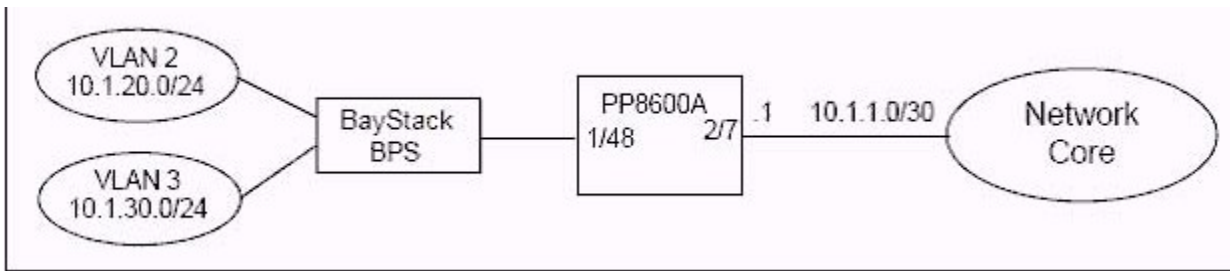 VLAN 2
10.1.20.0/24
VLAN 3
10.1.30.0/24
BayStack
BPS
PP8600A
1/48
2/7
.1
10.1.1.0/30
Network
Core